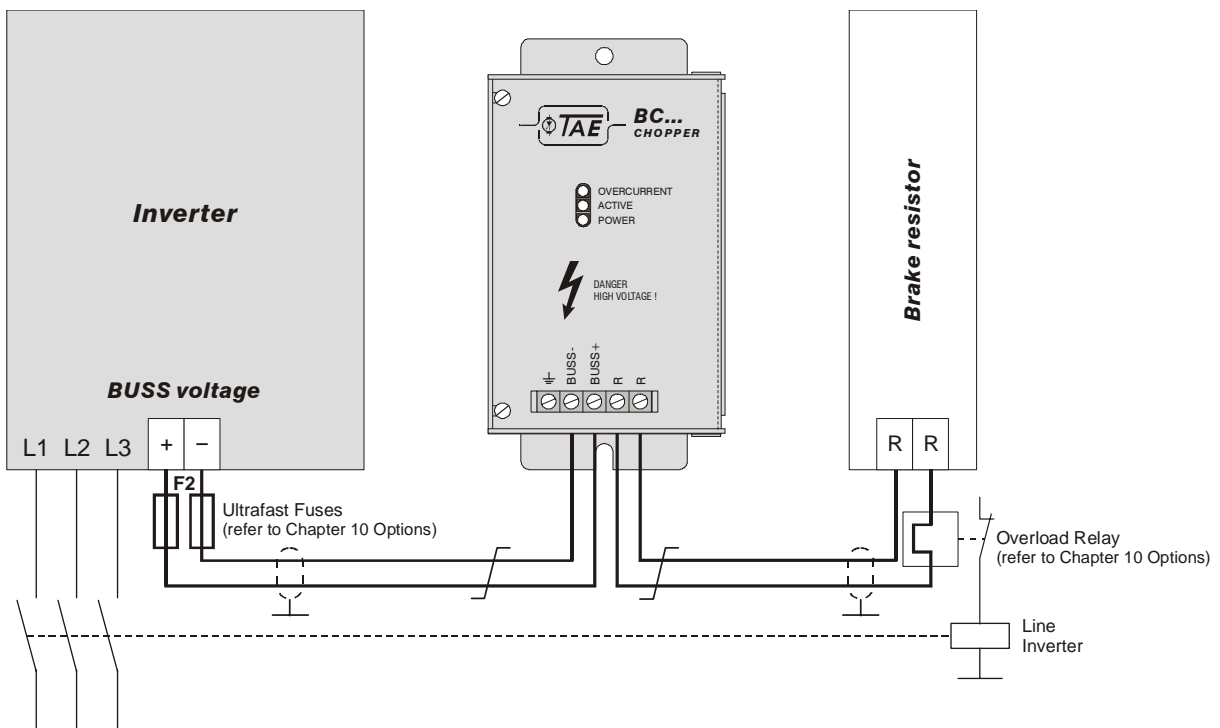 Inverter
BUSS voltage
L1 L2 L3 + −
F2
Ultrafast Fuses
(refer to Chapter 10 Options)
TAE
BC...
CHOPPER
OVERCURRENT
ACTIVE
POWER
DANGER
HIGH VOLTAGE !
BUSS-
BUSS+
R
R
Brake resistor
R R
Overload Relay
(refer to Chapter 10 Options)
Line
Inverter